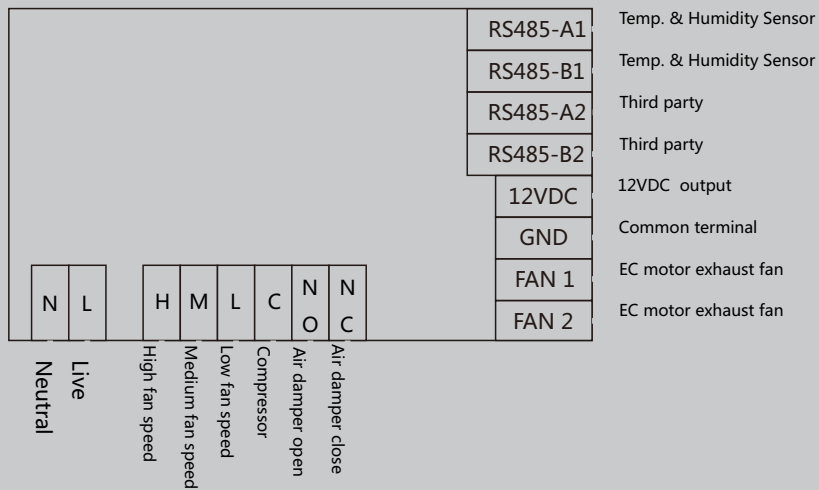 RS485-A1 Temp. & Humidity Sensor
RS485-B1 Temp. & Humidity Sensor
RS485-A2 Third party
RS485-B2 Third party
12VDC 12VDC output
GND Common terminal
FAN 1 EC motor exhaust fan
FAN 2 EC motor exhaust fan
N L H M L C NO NC
Neutral
Live
High fan speed
Medium fan speed
Low fan speed
Compressor
Air damper open
Air damper close